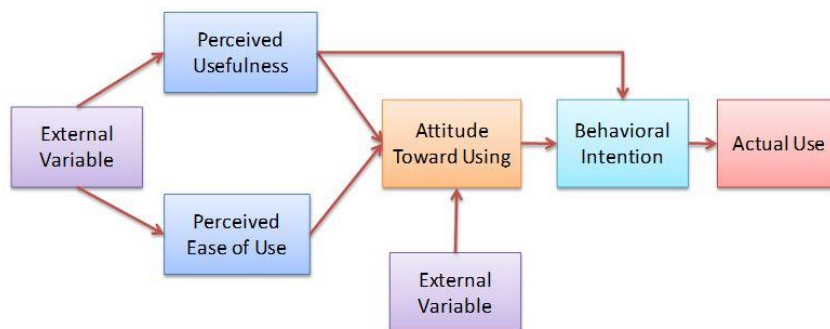 Perceived
Usefulness
External
Variable
Attitude
Toward Using
Behavioral
Intention
Actual Use
Perceived
Ease of Use
External
Variable